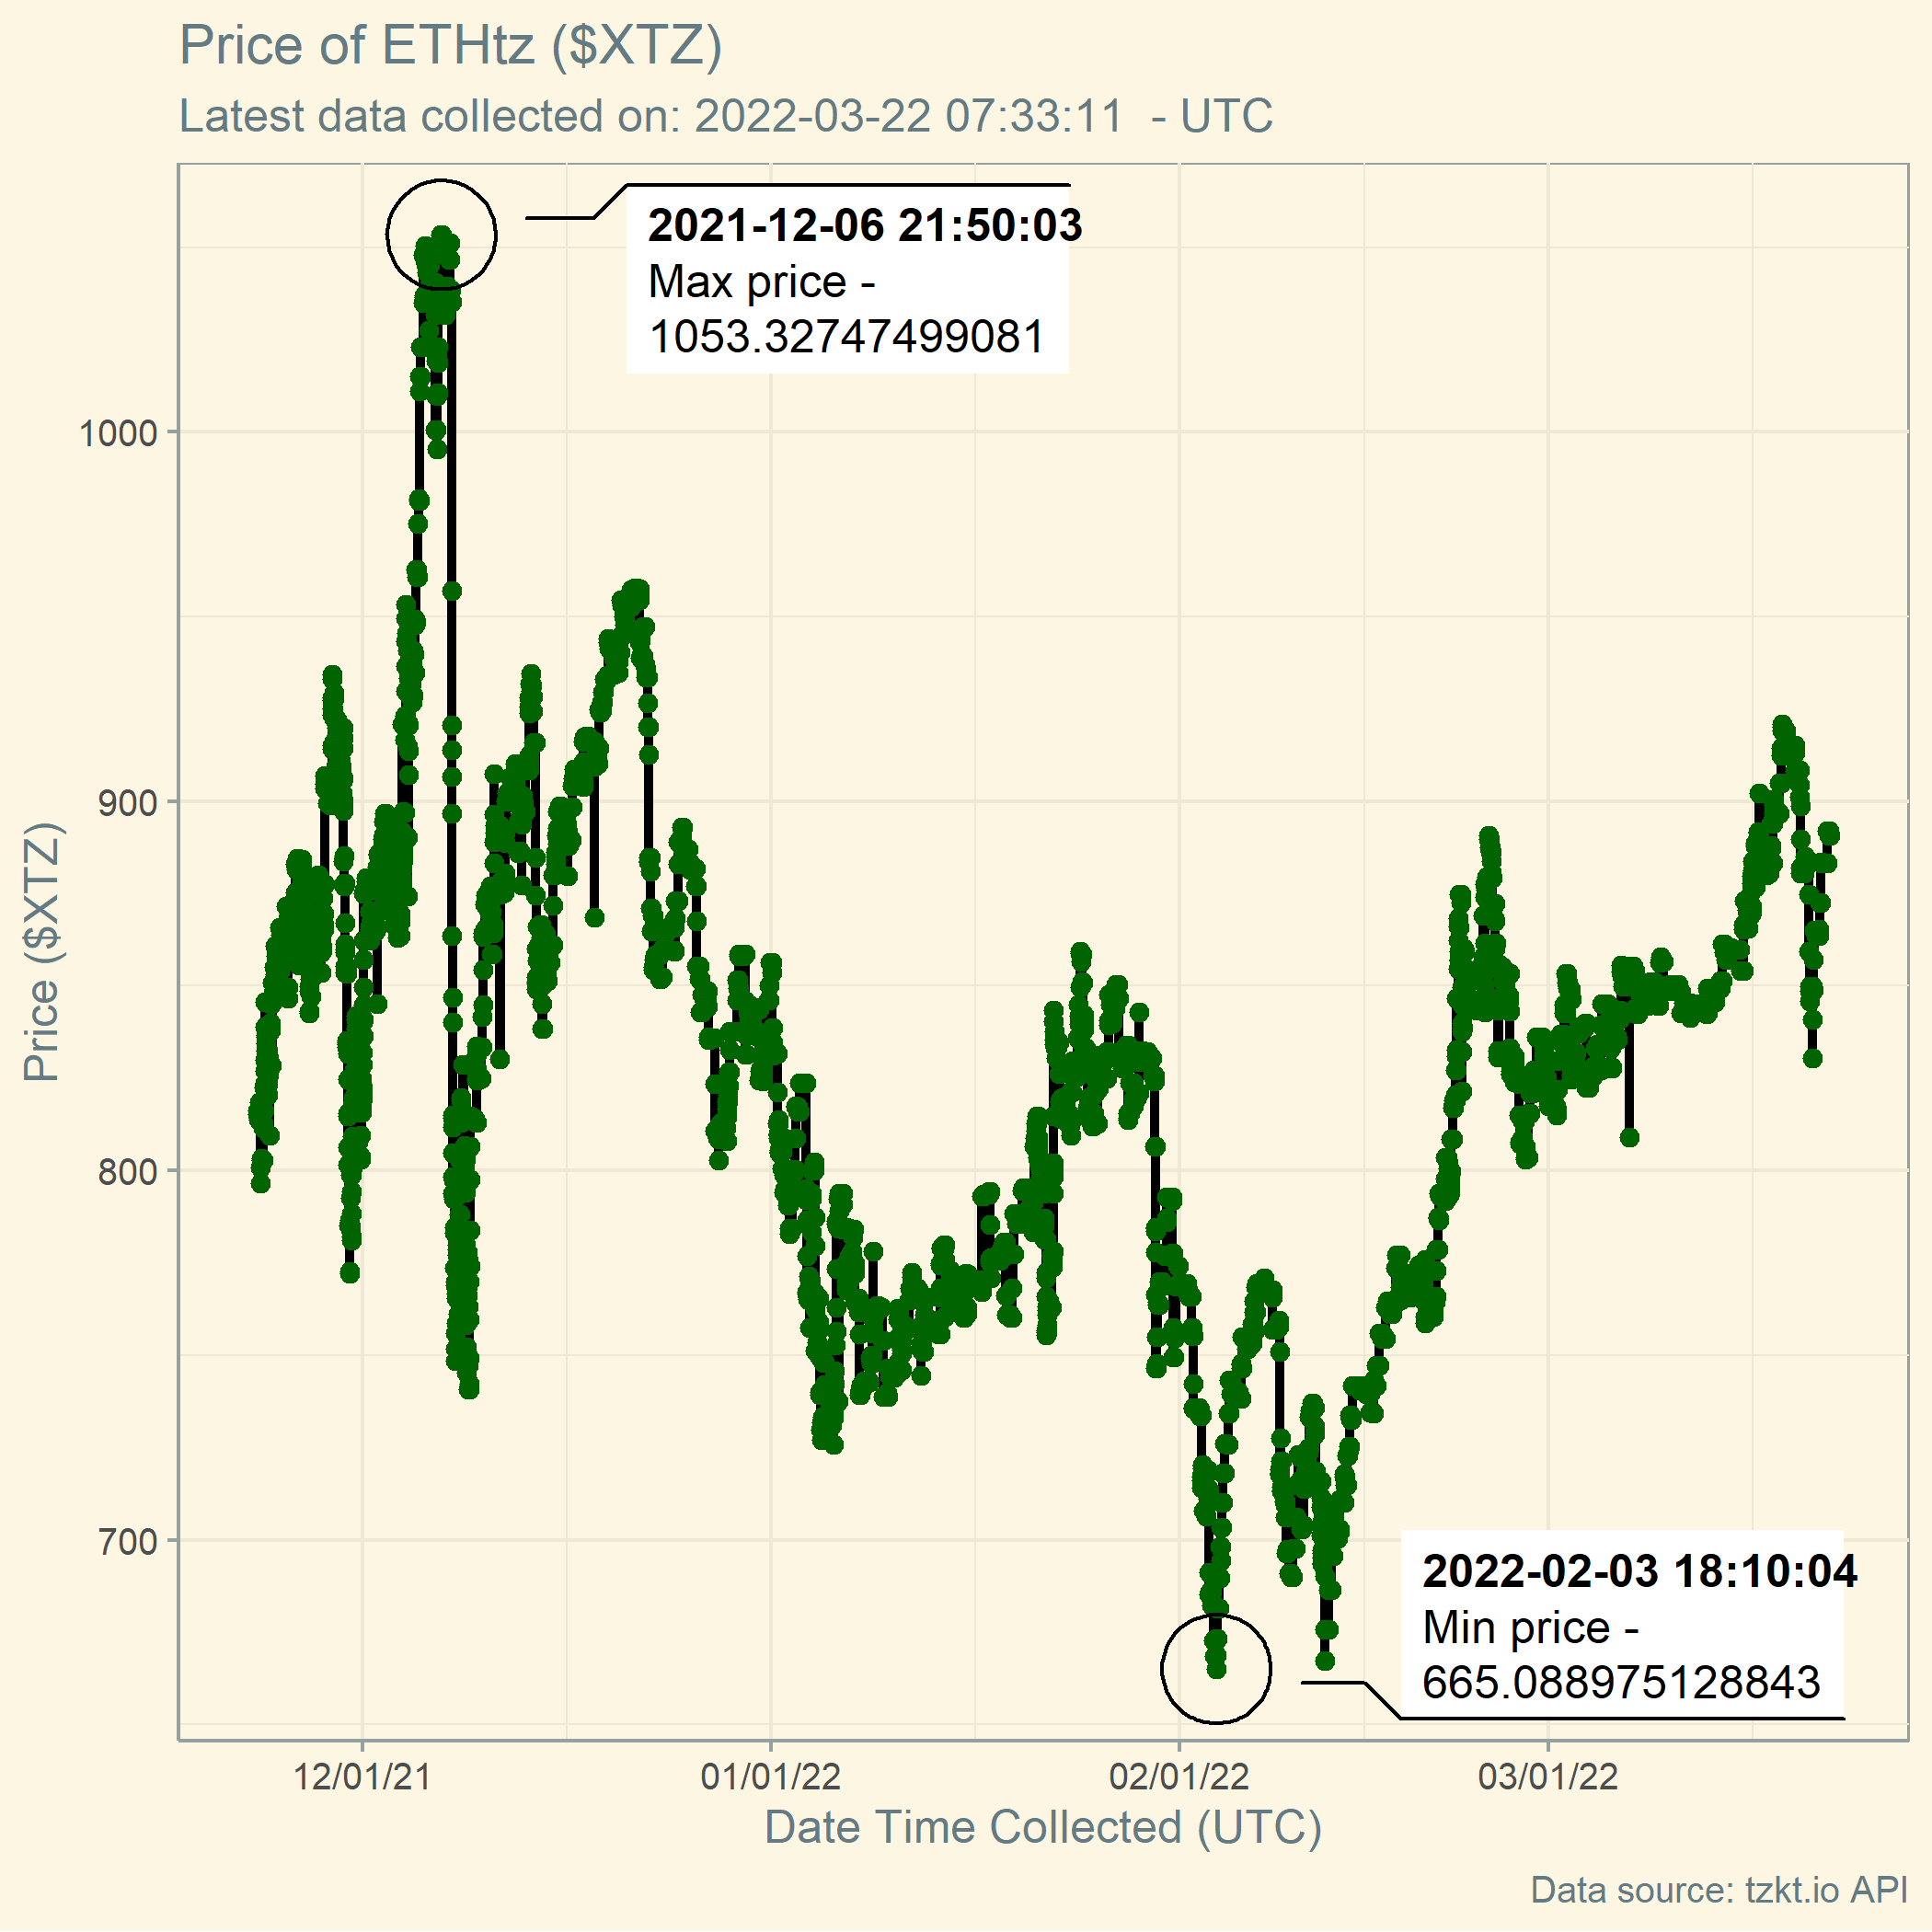 Price of ETHtz ($XTZ)
Latest data collected on: 2022-03-22 07:33:11  - UTC
2021-12-06 21:50:03
Max price -
1053.32747499081
1000
900
800
700
Price ($XTZ)
2022-02-03 18:10:04
Min price -
665.088975128843
12/01/21
01/01/22
02/01/22
03/01/22
Date Time Collected (UTC)
Data source: tzkt.io API